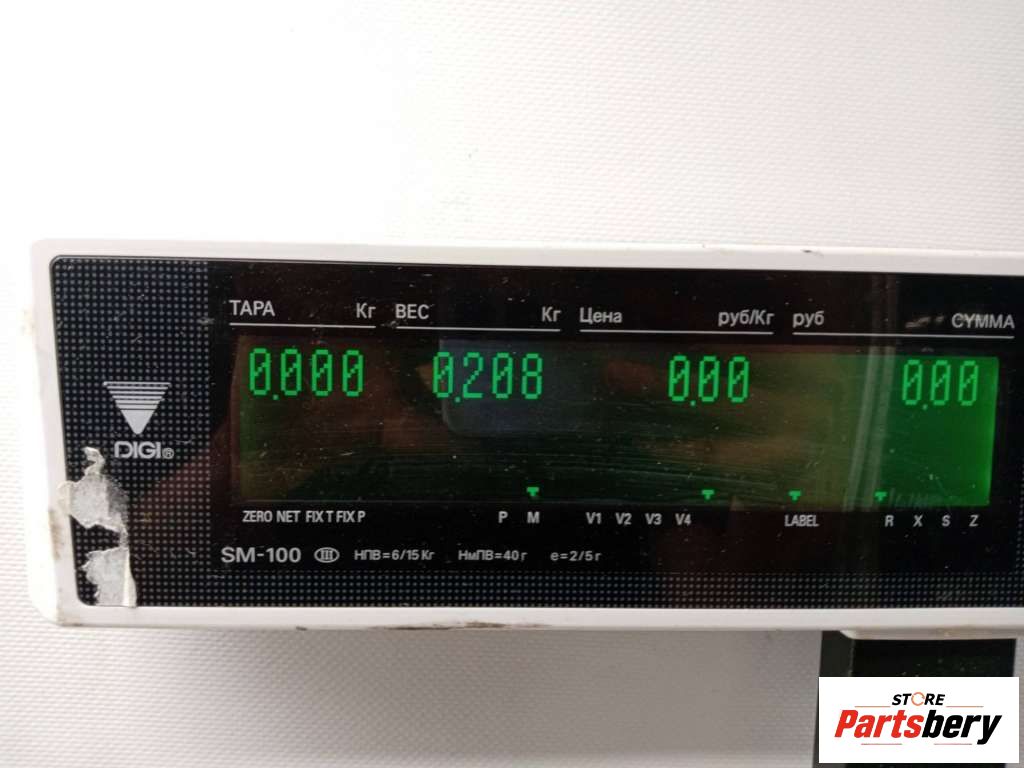 ТАРА Кг ВЕС Кг Цена руб/Кг руб СУММА
0.000 0.208 0.00 0.00
DIGI®
ZERO NET FIX T FIX P P M V1 V2 V3 V4 LABEL R X S Z
SM-100 III НПВ=6/15 Кг НмПВ=40 г e=2/5 г
STORE
Partsbery